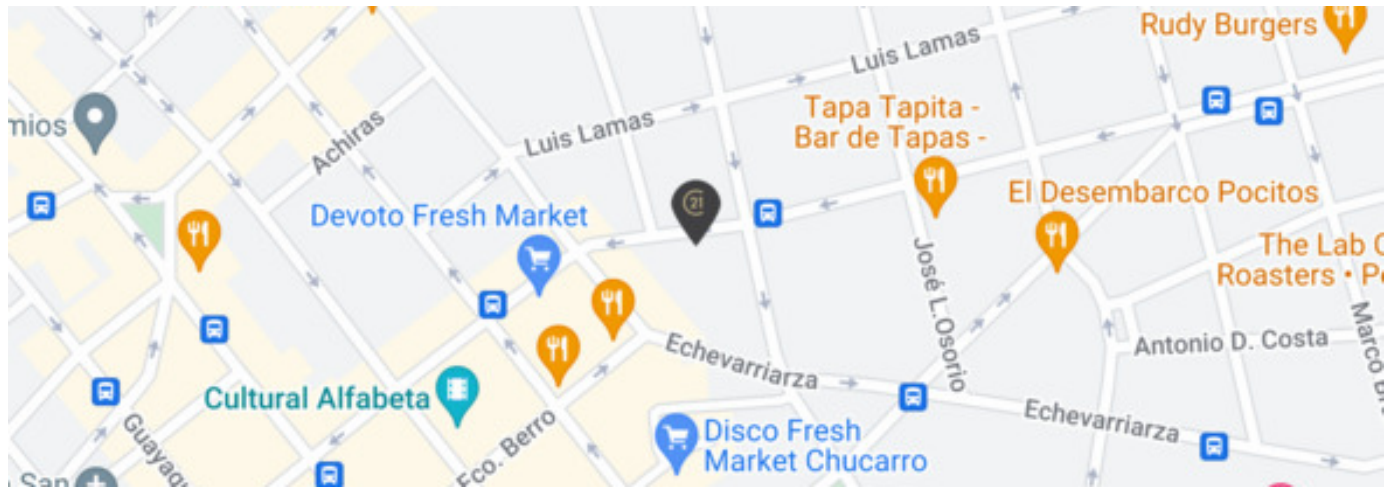 Rudy Burgers
Luis Lamas
Tapa Tapita -
Bar de Tapas -
mios
Luis Lamas
Achiras
El Desembarco Pocitos
21
Devoto Fresh Market
The Lab C
Roasters • P
José L.Osorio
Antonio D. Costa
Marco Br
Echevarriarza
Cultural Alfabeta
Echevarriarza
Guayaqu
Fco. Berro
Disco Fresh
Market Chucarro
San